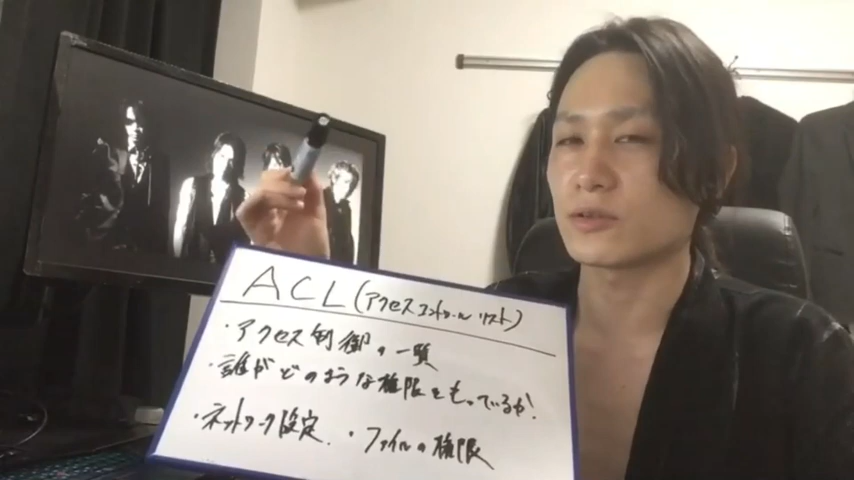 ACL(アクセスコントロールリスト)
・アクセス制御の一覧
・誰がどのような権限をもっているか!
・ネットワーク設定 ・ファイルの権限